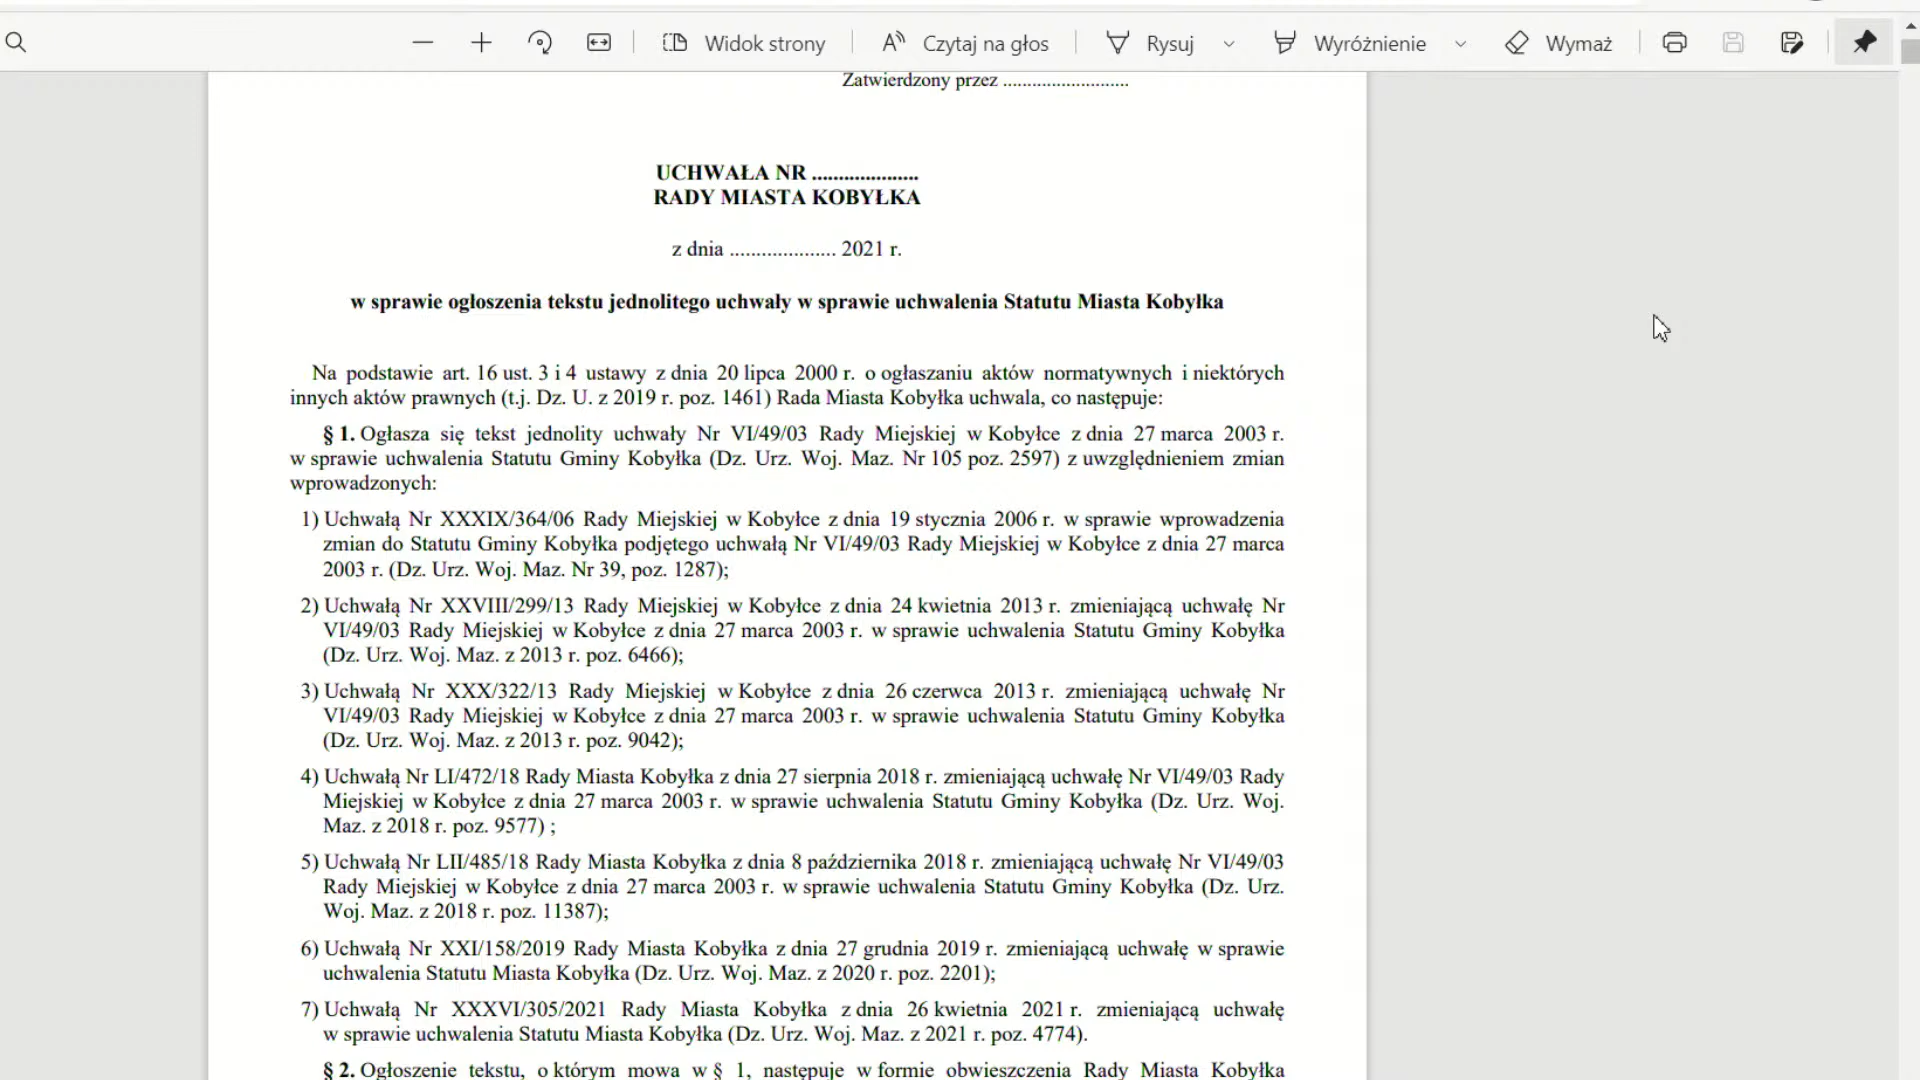 Widok strony
Czytaj na głos
Rysuj
Wyróżnienie
Wymaż
Zatwierdzony przez ..........................
UCHWAŁA NR ....................
RADY MIASTA KOBYŁKA
z dnia .................... 2021 r.
w sprawie ogłoszenia tekstu jednolitego uchwały w sprawie uchwalenia Statutu Miasta Kobyłka
Na podstawie art. 16 ust. 3 i 4 ustawy z dnia 20 lipca 2000 r. o ogłaszaniu aktów normatywnych i niektórych
innych aktów prawnych (t.j. Dz. U. z 2019 r. poz. 1461) Rada Miasta Kobyłka uchwala, co następuje:
§ 1. Ogłasza się tekst jednolity uchwały Nr VI/49/03 Rady Miejskiej w Kobyłce z dnia 27 marca 2003 r.
w sprawie uchwalenia Statutu Gminy Kobyłka (Dz. Urz. Woj. Maz. Nr 105 poz. 2597) z uwzględnieniem zmian
wprowadzonych:
1) Uchwałą Nr XXXIX/364/06 Rady Miejskiej w Kobyłce z dnia 19 stycznia 2006 r. w sprawie wprowadzenia
zmian do Statutu Gminy Kobyłka podjętego uchwałą Nr VI/49/03 Rady Miejskiej w Kobyłce z dnia 27 marca
2003 r. (Dz. Urz. Woj. Maz. Nr 39, poz. 1287);
2) Uchwałą Nr XXVIII/299/13 Rady Miejskiej w Kobyłce z dnia 24 kwietnia 2013 r. zmieniającą uchwałę Nr
VI/49/03 Rady Miejskiej w Kobyłce z dnia 27 marca 2003 r. w sprawie uchwalenia Statutu Gminy Kobyłka
(Dz. Urz. Woj. Maz. z 2013 r. poz. 6466);
3) Uchwałą Nr XXX/322/13 Rady Miejskiej w Kobyłce z dnia 26 czerwca 2013 r. zmieniającą uchwałę Nr
VI/49/03 Rady Miejskiej w Kobyłce z dnia 27 marca 2003 r. w sprawie uchwalenia Statutu Gminy Kobyłka
(Dz. Urz. Woj. Maz. z 2013 r. poz. 9042);
4) Uchwałą Nr LI/472/18 Rady Miasta Kobyłka z dnia 27 sierpnia 2018 r. zmieniającą uchwałę Nr VI/49/03 Rady
Miejskiej w Kobyłce z dnia 27 marca 2003 r. w sprawie uchwalenia Statutu Gminy Kobyłka (Dz. Urz. Woj.
Maz. z 2018 r. poz. 9577) ;
5) Uchwałą Nr LII/485/18 Rady Miasta Kobyłka z dnia 8 października 2018 r. zmieniającą uchwałę Nr VI/49/03
Rady Miejskiej w Kobyłce z dnia 27 marca 2003 r. w sprawie uchwalenia Statutu Gminy Kobyłka (Dz. Urz.
Woj. Maz. z 2018 r. poz. 11387);
6) Uchwałą Nr XXI/158/2019 Rady Miasta Kobyłka z dnia 27 grudnia 2019 r. zmieniającą uchwałę w sprawie
uchwalenia Statutu Miasta Kobyłka (Dz. Urz. Woj. Maz. z 2020 r. poz. 2201);
7) Uchwałą Nr XXXVI/305/2021 Rady Miasta Kobyłka z dnia 26 kwietnia 2021 r. zmieniającą uchwałę
w sprawie uchwalenia Statutu Miasta Kobyłka (Dz. Urz. Woj. Maz. z 2021 r. poz. 4774).
§ 2. Ogłoszenie tekstu, o którym mowa w § 1, następuje w formie obwieszczenia Rady Miasta Kobyłka